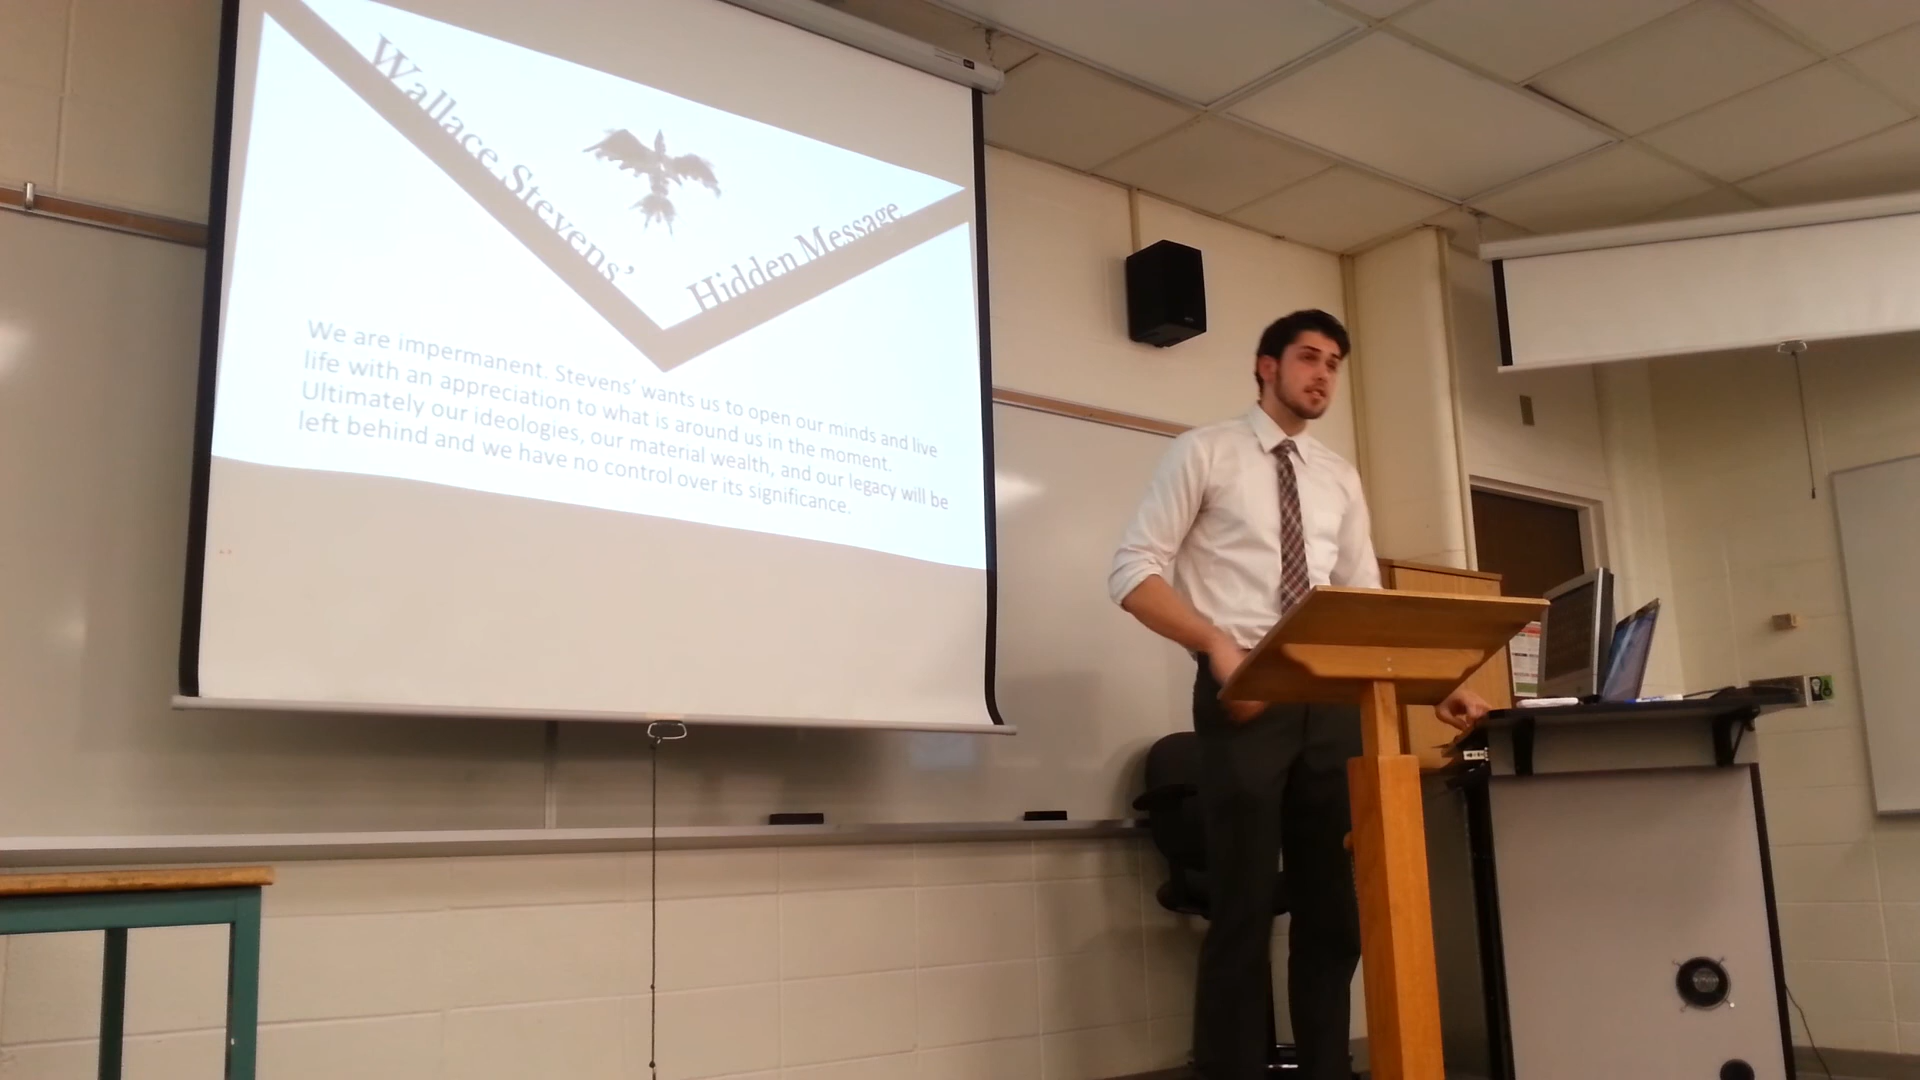 Wallace Stevens'
Hidden Message
We are impermanent. Stevens' wants us to open our minds and live
life with an appreciation to what is around us in the moment.
Ultimately our ideologies, our material wealth, and our legacy will be
left behind and we have no control over its significance.